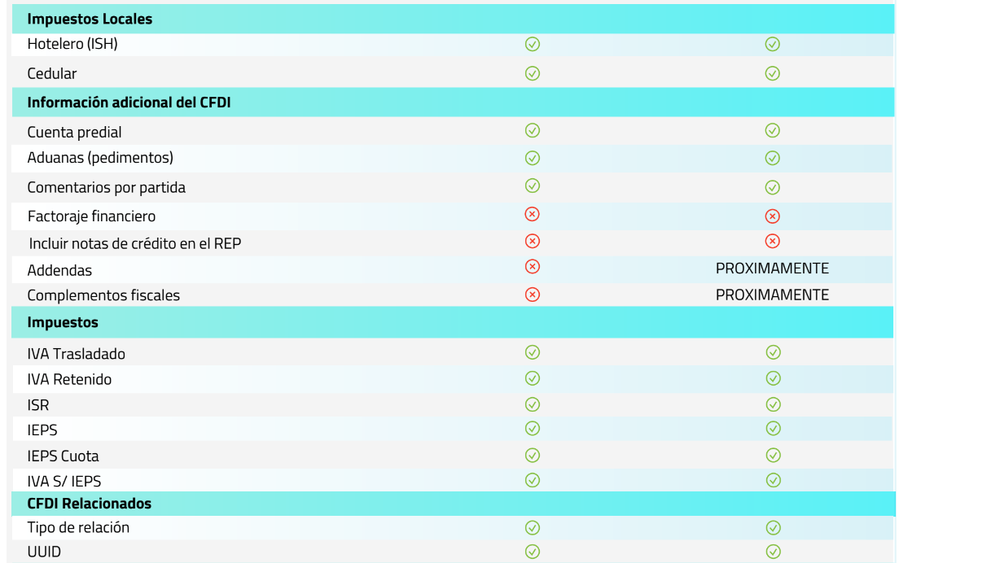 Impuestos Locales
Hotelero (ISH)
Cedular
Información adicional del CFDI
Cuenta predial
Aduanas (pedimentos)
Comentarios por partida
Factoraje financiero
Incluir notas de crédito en el REP
Addendas PROXIMAMENTE
Complementos fiscales PROXIMAMENTE
Impuestos
IVA Trasladado
IVA Retenido
ISR
IEPS
IEPS Cuota
IVA S/ IEPS
CFDI Relacionados
Tipo de relación
UUID